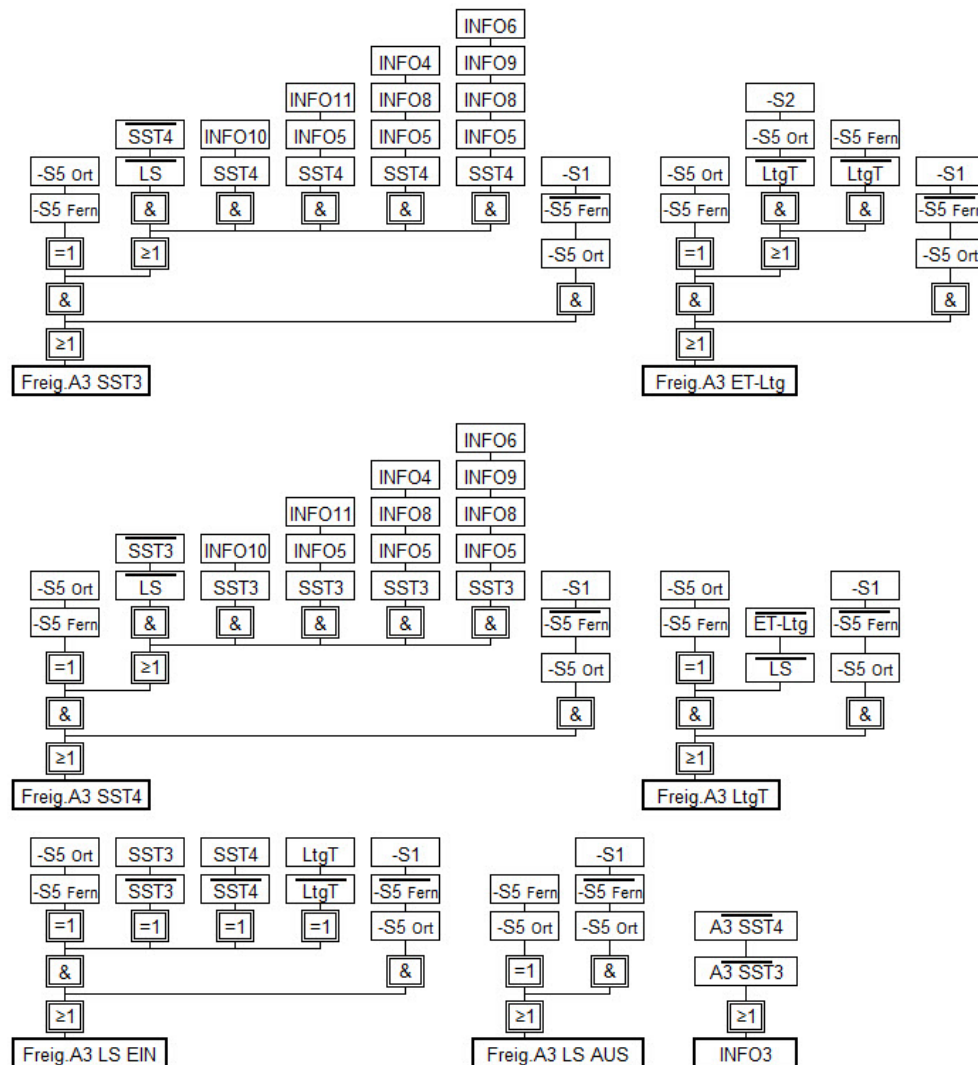 INFO6
INFO4
INFO9
INFO11
INFO8
INFO8
-S2
SST4
INFO10
INFO5
INFO5
INFO5
-S5 Ort
-S5 Fern
-S5 Ort
LS
SST4
SST4
SST4
SST4
-S1
-S5 Ort
LtgT
LtgT
-S1
-S5 Fern
&
&
&
&
&
-S5 Fern
-S5 Fern
&
&
-S5 Fern
=1
≥1
-S5 Ort
=1
≥1
-S5 Ort
&
&
&
&
≥1
≥1
Freig.A3 SST3
Freig.A3 ET-Ltg
INFO6
INFO4
INFO9
INFO11
INFO8
INFO8
SST3
INFO10
INFO5
INFO5
INFO5
-S5 Ort
LS
SST3
SST3
SST3
SST3
-S1
-S5 Ort
-S1
-S5 Fern
&
&
&
&
&
-S5 Fern
-S5 Fern
ET-Ltg
-S5 Fern
=1
≥1
-S5 Ort
=1
LS
-S5 Ort
&
&
&
&
≥1
≥1
Freig.A3 SST4
Freig.A3 LtgT
-S5 Ort
SST3
SST4
LtgT
-S1
-S1
-S5 Fern
SST3
SST4
LtgT
-S5 Fern
-S5 Fern
-S5 Fern
=1
=1
=1
=1
-S5 Ort
-S5 Ort
-S5 Ort
A3 SST4
&
&
=1
&
A3 SST3
≥1
≥1
≥1
Freig.A3 LS EIN
Freig.A3 LS AUS
INFO3